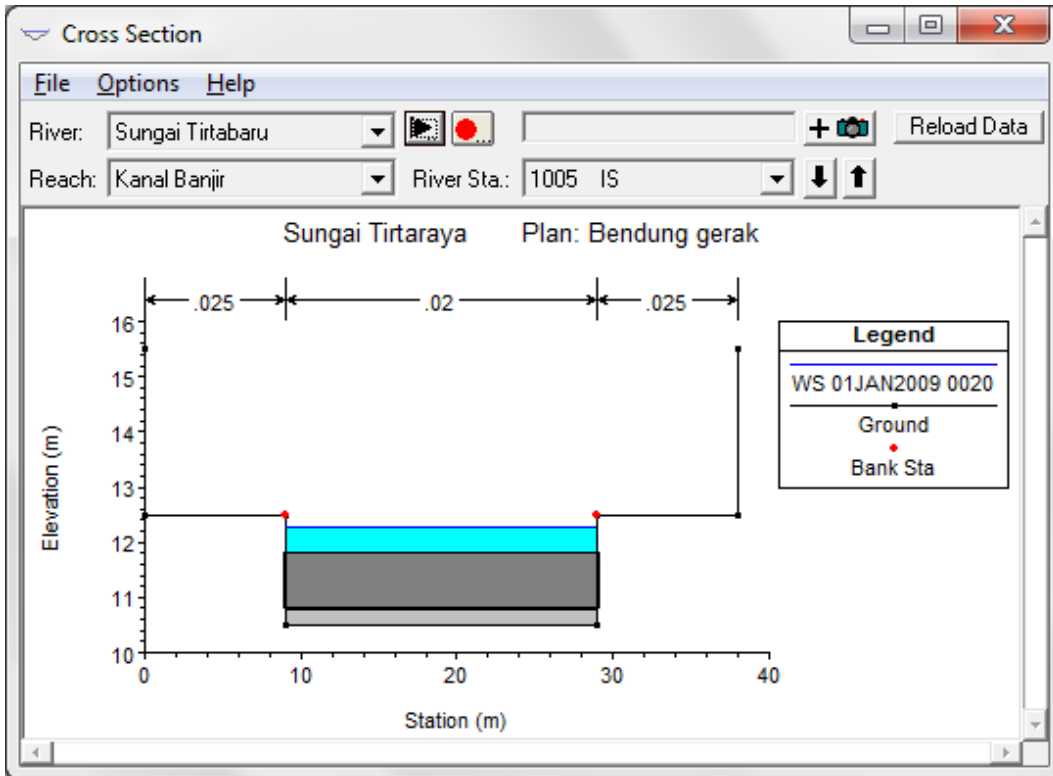 Cross Section
File Options Help
River: Sungai Tirtabaru ... Reload Data
Reach: Kanal Banjir River Sta.: 1005 IS
Sungai Tirtaraya Plan: Bendung gerak
.025 .02 .025
16
15
14
13
12
11
10
Elevation (m)
0 10 20 30 40
Station (m)
Legend
WS 01JAN2009 0020
Ground
Bank Sta